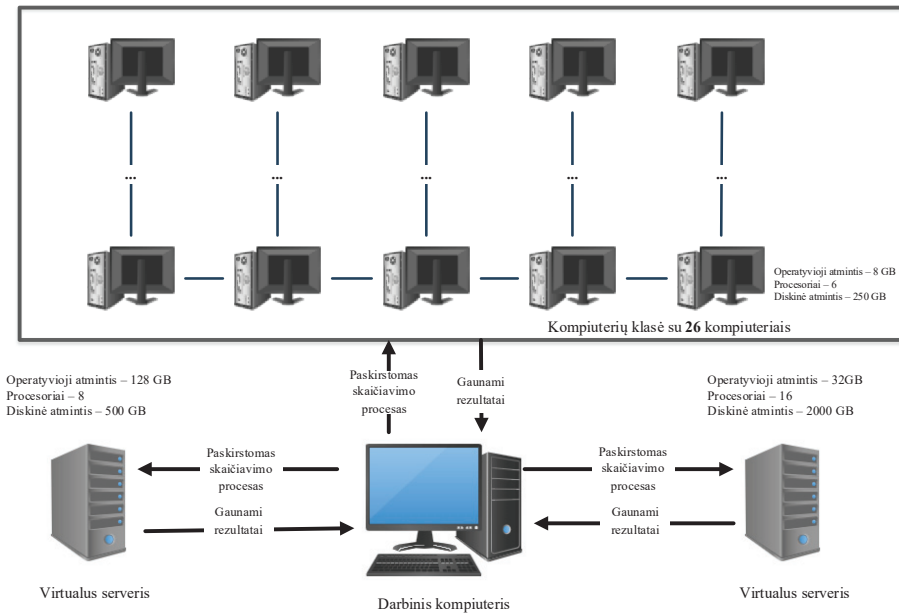 ...
...
...
...
...
Operatyvioji atmintis – 8 GB
Procesoriai – 6
Diskinė atmintis – 250 GB
Kompiuterių klasė su 26 kompiuteriais
Operatyvioji atmintis – 128 GB
Procesoriai – 8
Diskinė atmintis – 500 GB
Paskirstomas
skaičiavimo
procesas
Gaunami
rezultatai
Operatyvioji atmintis – 32GB
Procesoriai – 16
Diskinė atmintis – 2000 GB
Paskirstomas
skaičiavimo
procesas
Gaunami
rezultatai
Paskirstomas
skaičiavimo
procesas
Gaunami
rezultatai
Virtualus serveris
Darbinis kompiuteris
Virtualus serveris